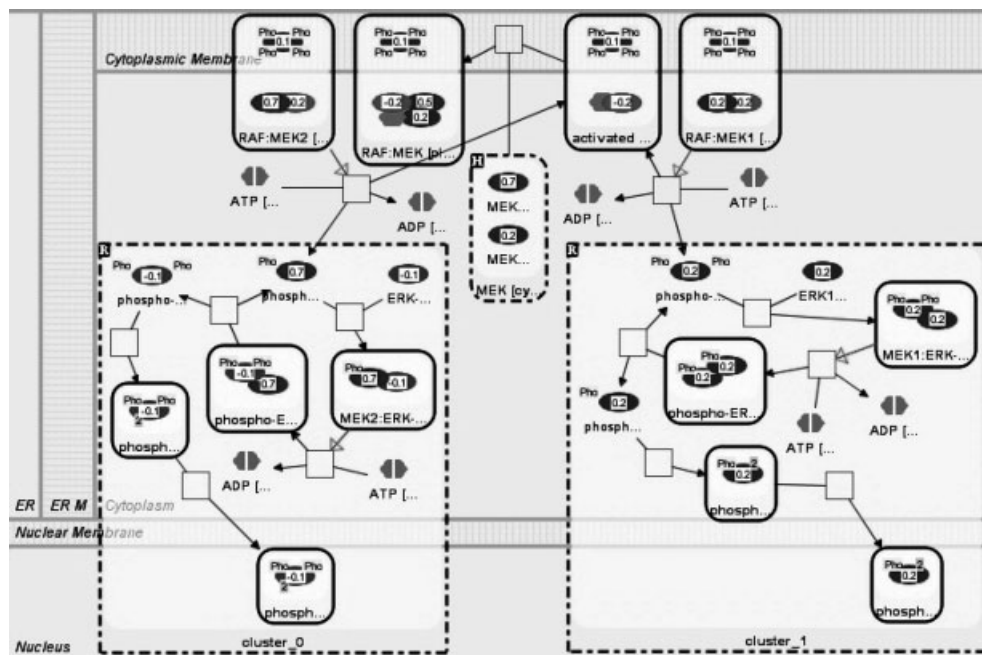 Pho Pho
0.1
Pho Pho
Pho Pho
0.1
Pho Pho
Pho Pho
0.1
Pho Pho
Pho Pho
0.1
Pho Pho
Cytoplasmic Membrane
0.7 0.2
-0.2 0.5
0.2
-0.2
0.2 0.2
RAF:MEK2 [...
RAF:MEK [pl...
activated ...
RAF:MEK1 [...
H
ATP [...
ADP [...
0.7
MEK...
0.2
MEK...
MEK [cy...
ADP [...
ATP [...
R
Pho -0.1 Pho
phospho-...
Pho 0.7
phosph...
-0.1
ERK-...
Pho Pho
-0.1
0.7
phospho-E...
0.7 -0.1
MEK2:ERK-...
Pho Pho
-0.1
2
phosph...
ADP [...
ATP [...
R
Pho 0.2 Pho
phospho-...
0.2
ERK1...
Pho Pho
0.2
0.2
MEK1:ERK-...
Pho Pho
0.2
0.2
phospho-ER...
Pho
0.2
phosph...
ATP [...
ADP [...
Pho 2
0.2
phosph...
ER
ER M
Cytoplasm
Nuclear Membrane
Pho Pho
-0.1
2
phosph...
Pho 2
0.2
phosph...
cluster_0
cluster_1
Nucleus